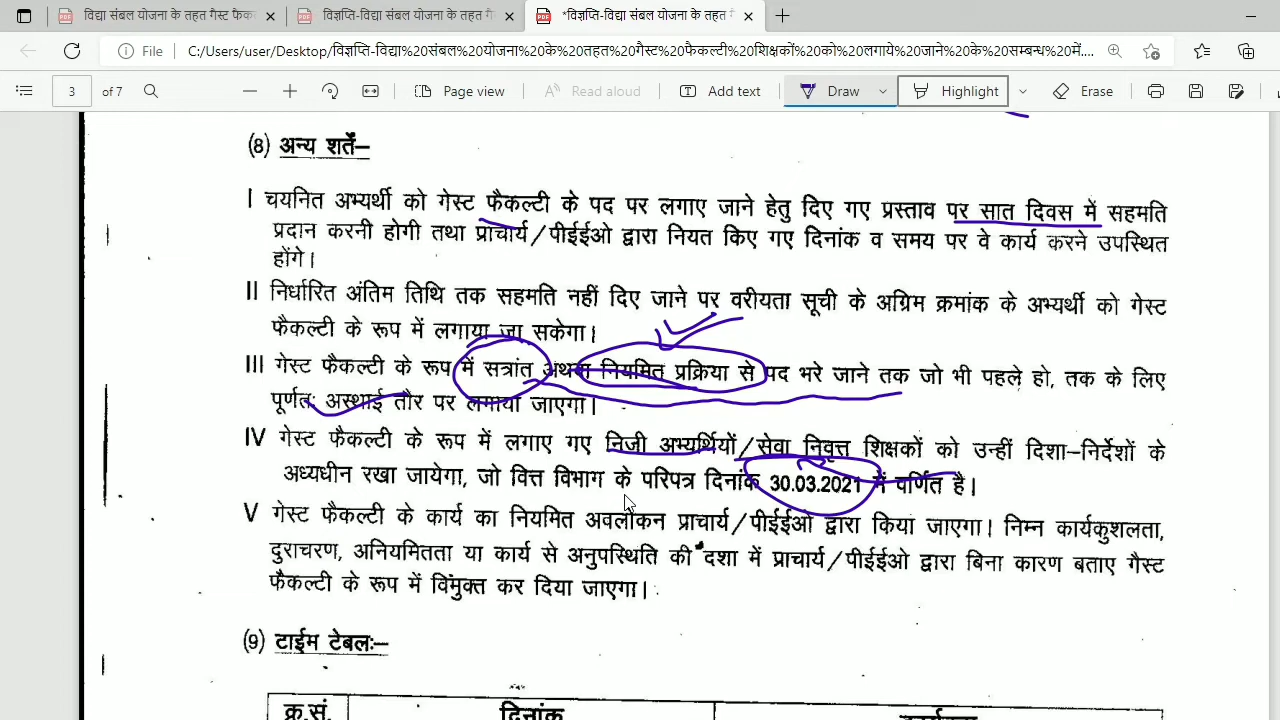 विद्या संबल योजना के तहत गेस्ट फैक
विज्ञप्ति-विद्या संबल योजना के तहत गै
*विज्ञप्ति-विद्या संबल योजना के तहत
File C:/Users/user/Desktop/विज्ञप्ति-विद्या%20संबल%20योजना%20के%20तहत%20गैस्ट%20फैकल्टी%20शिक्षकों%20को%20लगाये%20जाने%20के%20सम्बन्ध%20में....
3 of 7 Page view Read aloud Add text Draw Highlight Erase
(8) अन्य शर्तें–
I चयनित अभ्यर्थी को गेस्ट फैकल्टी के पद पर लगाए जाने हेतु दिए गए प्रस्ताव पर सात दिवस में सहमति
प्रदान करनी होगी तथा प्राचार्य/पीईईओ द्वारा नियत किए गए दिनांक व समय पर वे कार्य करने उपस्थित
होंगे।
II निर्धारित अंतिम तिथि तक सहमति नहीं दिए जाने पर वरीयता सूची के अग्रिम क्रमांक के अभ्यर्थी को गेस्ट
फैकल्टी के रूप में लगाया जा सकेगा।
III गेस्ट फैकल्टी के रूप में सत्रांत अथवा नियमित प्रक्रिया से पद भरे जाने तक जो भी पहले हो, तक के लिए
पूर्णतः अस्थाई तौर पर लगाया जाएगा।
IV गेस्ट फैकल्टी के रूप में लगाए गए निजी अभ्यर्थियों/सेवा निवृत्त शिक्षकों को उन्हीं दिशा–निर्देशों के
अध्यधीन रखा जायेगा, जो वित्त विभाग के परिपत्र दिनांक 30.03.2021 में वर्णित है।
V गेस्ट फैकल्टी के कार्य का नियमित अवलोकन प्राचार्य/पीईईओ द्वारा किया जाएगा। निम्न कार्यकुशलता,
दुराचरण, अनियमितता या कार्य से अनुपस्थिति की दशा में प्राचार्य/पीईईओ द्वारा बिना कारण बताए गैस्ट
फैकल्टी के रूप में विमुक्त कर दिया जाएगा।
(9) टाईम टेबलः–
क्र.सं. दिनांक